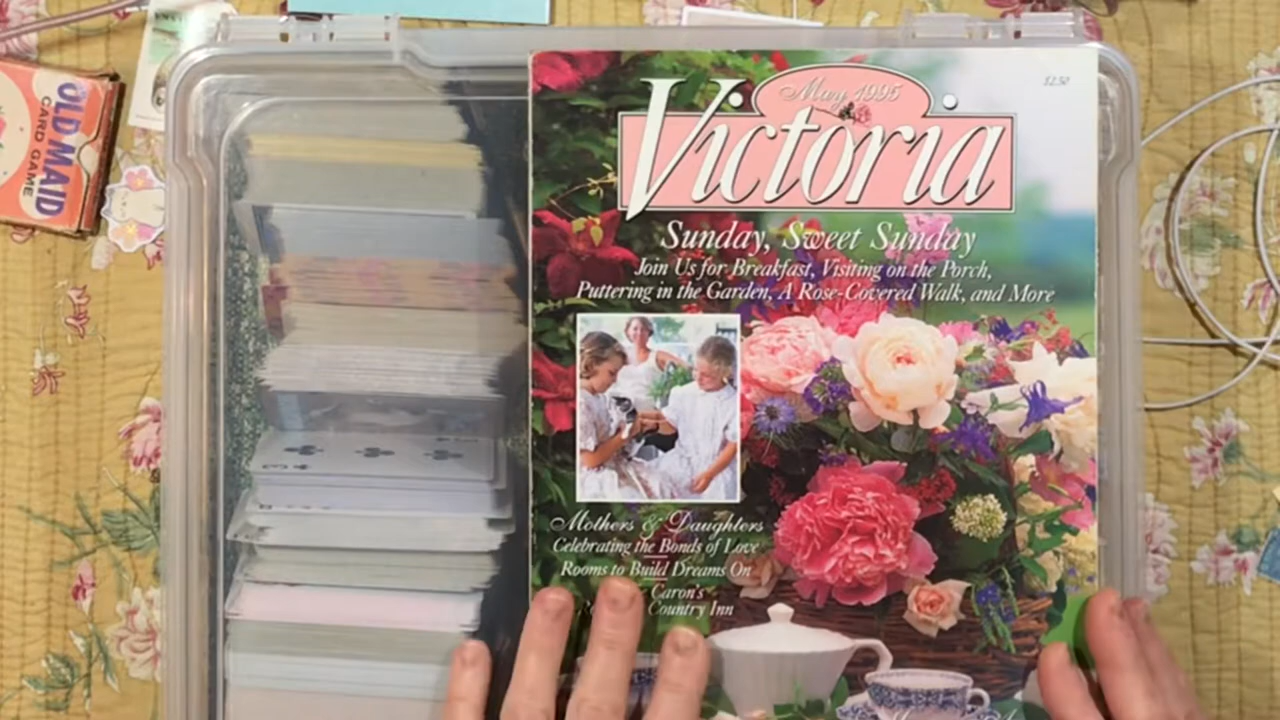 OLD MAID
CARD GAME
3
May 1995
$2.50
Victoria
Sunday, Sweet Sunday
Join Us for Breakfast, Visiting on the Porch,
Puttering in the Garden, A Rose-Covered Walk, and More
Mothers & Daughters
Celebrating the Bonds of Love
Rooms to Build Dreams On
Caron's
Country Inn